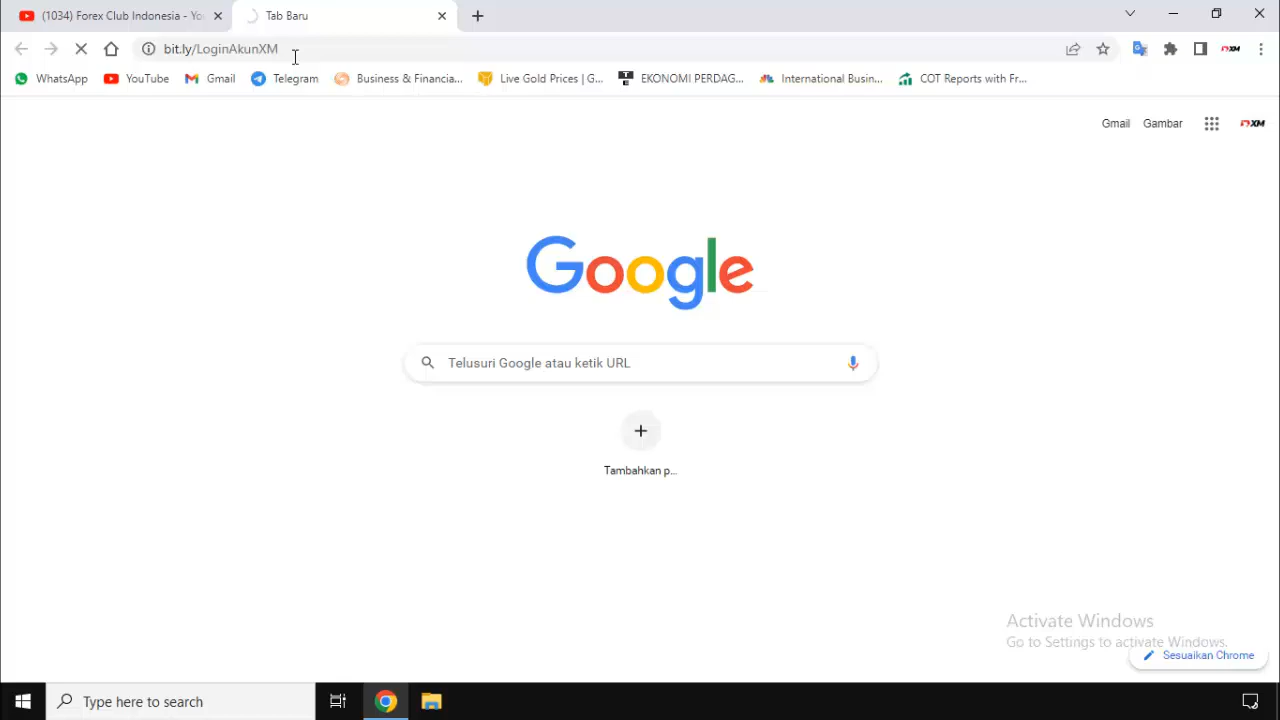 (1034) Forex Club Indonesia - Yo
Tab Baru
bit.ly/LoginAkunXM
WhatsApp
YouTube
Gmail
Telegram
Business & Financia...
Live Gold Prices | G...
EKONOMI PERDAG...
International Busin...
COT Reports with Fr...
Gmail
Gambar
XM
Google
Telusuri Google atau ketik URL
Tambahkan p...
Activate Windows
Go to Settings to activate Windows.
Sesuaikan Chrome
Type here to search